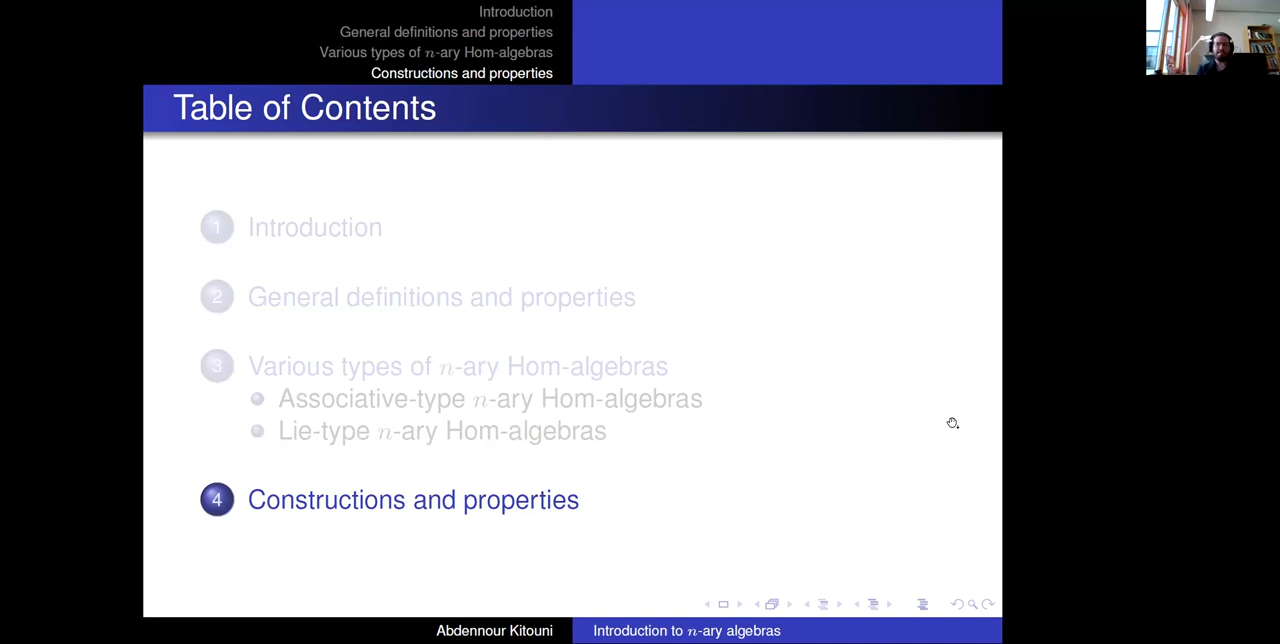 Introduction
General definitions and properties
Various types of n-ary Hom-algebras
Constructions and properties
Table of Contents
1 Introduction
2 General definitions and properties
3 Various types of n-ary Hom-algebras
Associative-type n-ary Hom-algebras
Lie-type n-ary Hom-algebras
4 Constructions and properties
Abdennour Kitouni
Introduction to n-ary algebras